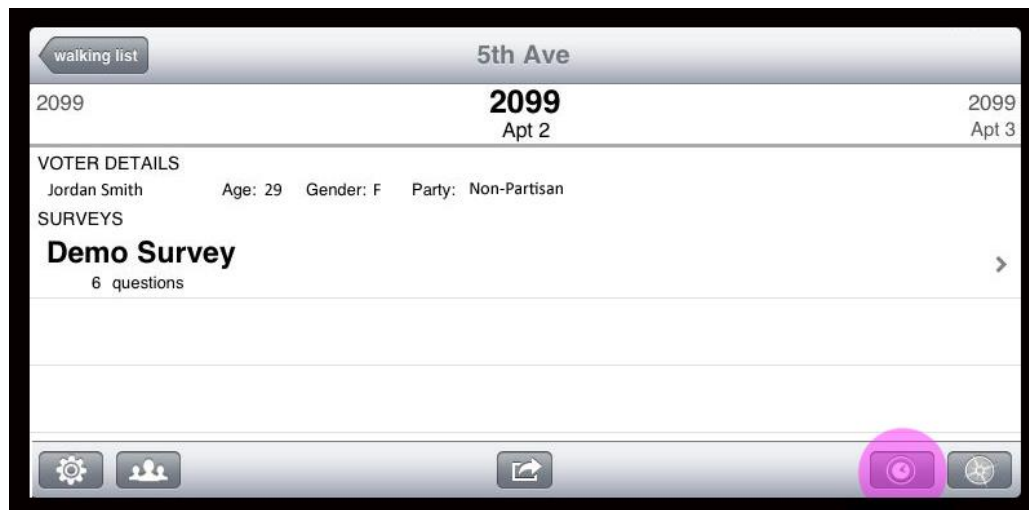 walking list
5th Ave
2099
2099
Apt 2
2099
Apt 3
VOTER DETAILS
Jordan Smith Age: 29 Gender: F Party: Non-Partisan
SURVEYS
Demo Survey
6 questions